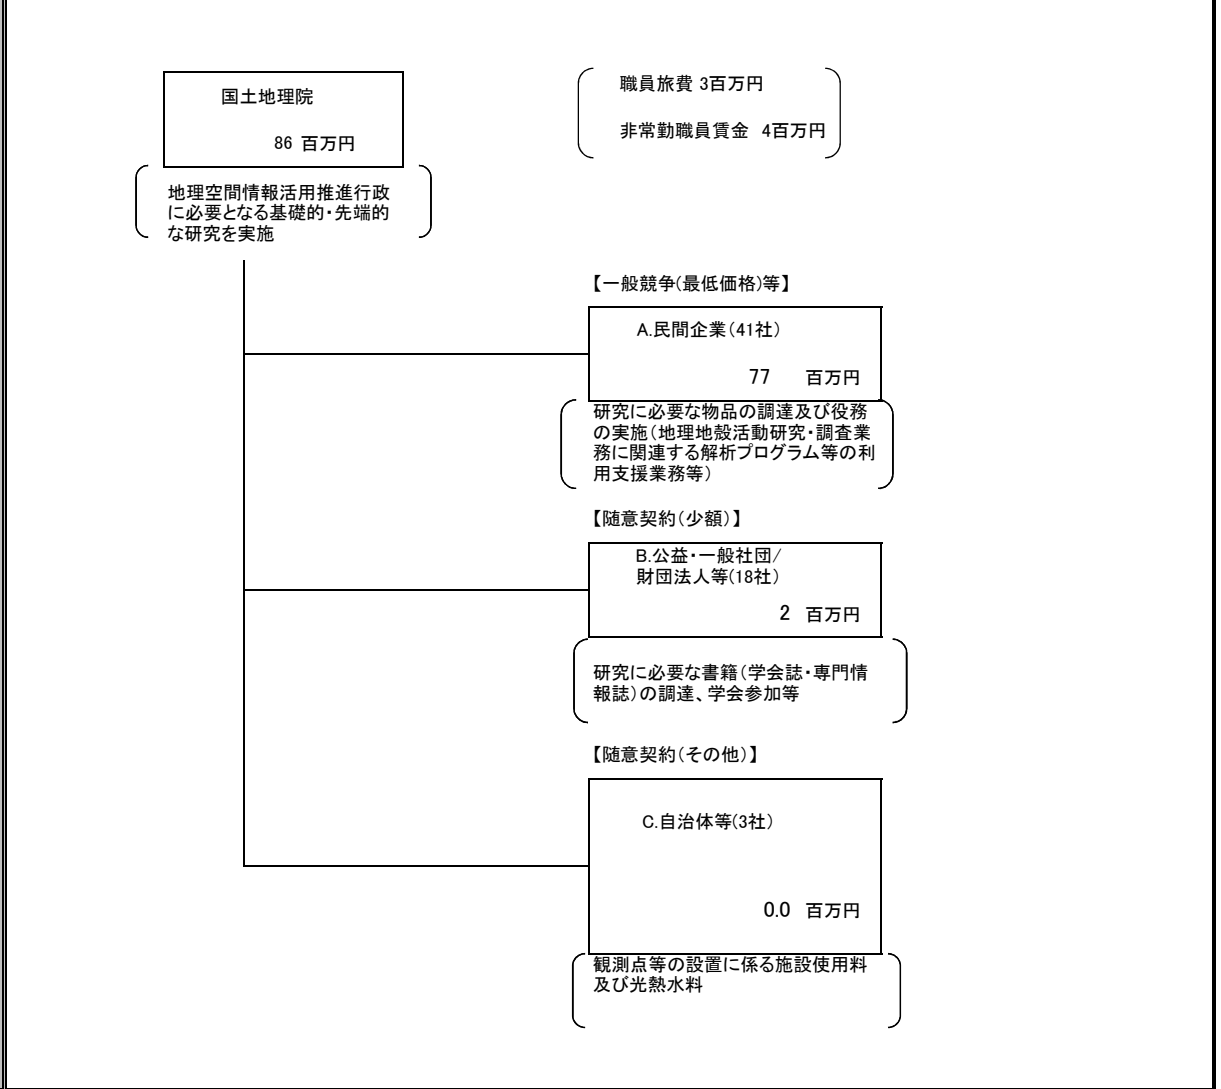 国土地理院
86 百万円
地理空間情報活用推進行政
に必要となる基礎的・先端的
な研究を実施
職員旅費 3百万円
非常勤職員賃金 4百万円
【一般競争(最低価格)等】
A.民間企業(41社)
77 百万円
研究に必要な物品の調達及び役務
の実施(地理地殻活動研究・調査業
務に関連する解析プログラム等の利
用支援業務等)
【随意契約(少額)】
B.公益・一般社団/
財団法人等(18社)
2 百万円
研究に必要な書籍(学会誌・専門情
報誌)の調達、学会参加等
【随意契約(その他)】
C.自治体等(3社)
0.0 百万円
観測点等の設置に係る施設使用料
及び光熱水料